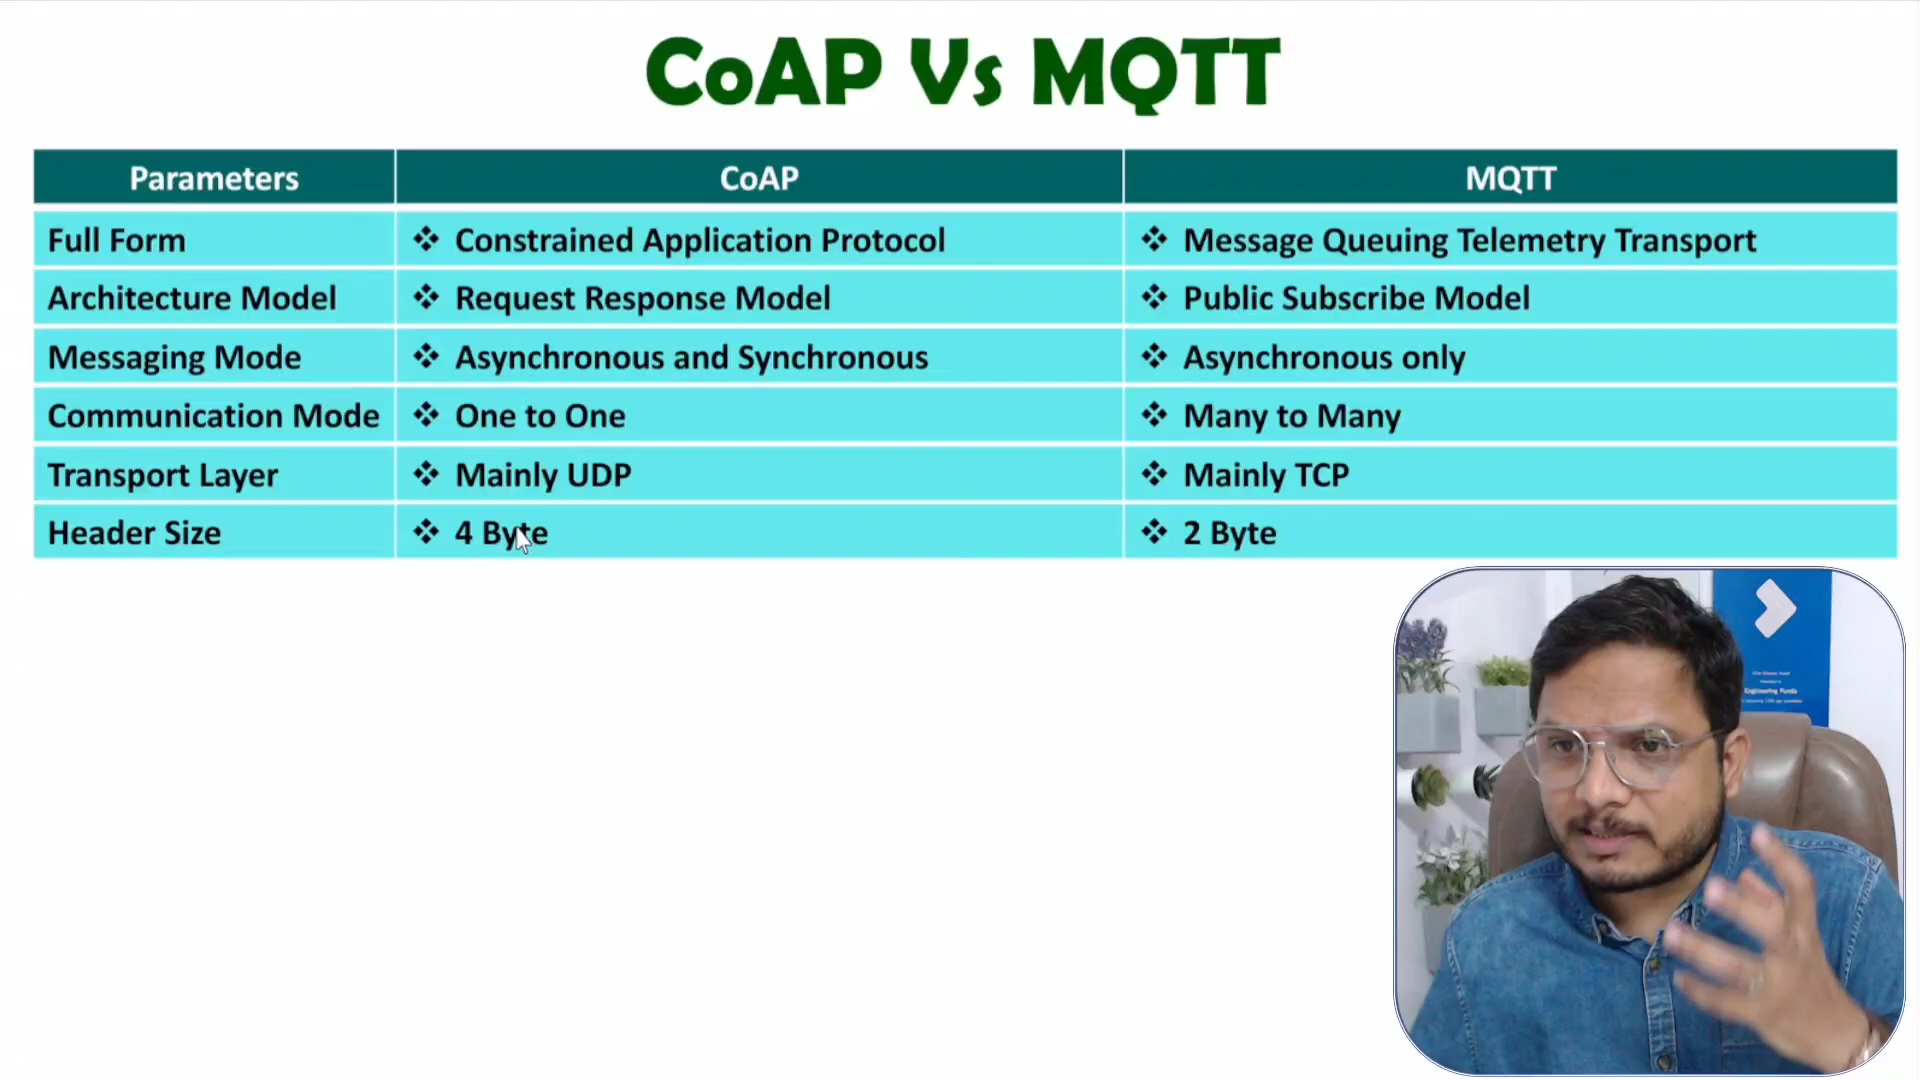 CoAP Vs MQTT
Parameters CoAP MQTT
Full Form ❖ Constrained Application Protocol ❖ Message Queuing Telemetry Transport
Architecture Model ❖ Request Response Model ❖ Public Subscribe Model
Messaging Mode ❖ Asynchronous and Synchronous ❖ Asynchronous only
Communication Mode ❖ One to One ❖ Many to Many
Transport Layer ❖ Mainly UDP ❖ Mainly TCP
Header Size ❖ 4 Byte ❖ 2 Byte
Engineering Funda